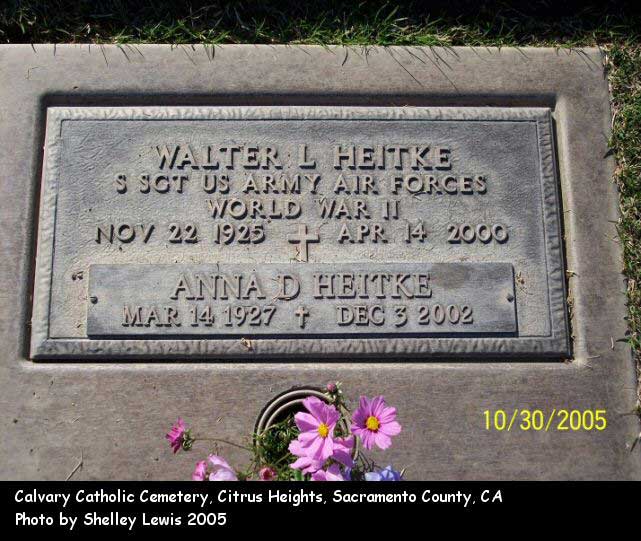 WALTER L HEITKE
S SGT US ARMY AIR FORCES
WORLD WAR II
NOV 22 1925 APR 14 2000
ANNA D HEITKE
MAR 14 1927 DEC 3 2002
10/30/2005
Calvary Catholic Cemetery, Citrus Heights, Sacramento County, CA
Photo by Shelley Lewis 2005